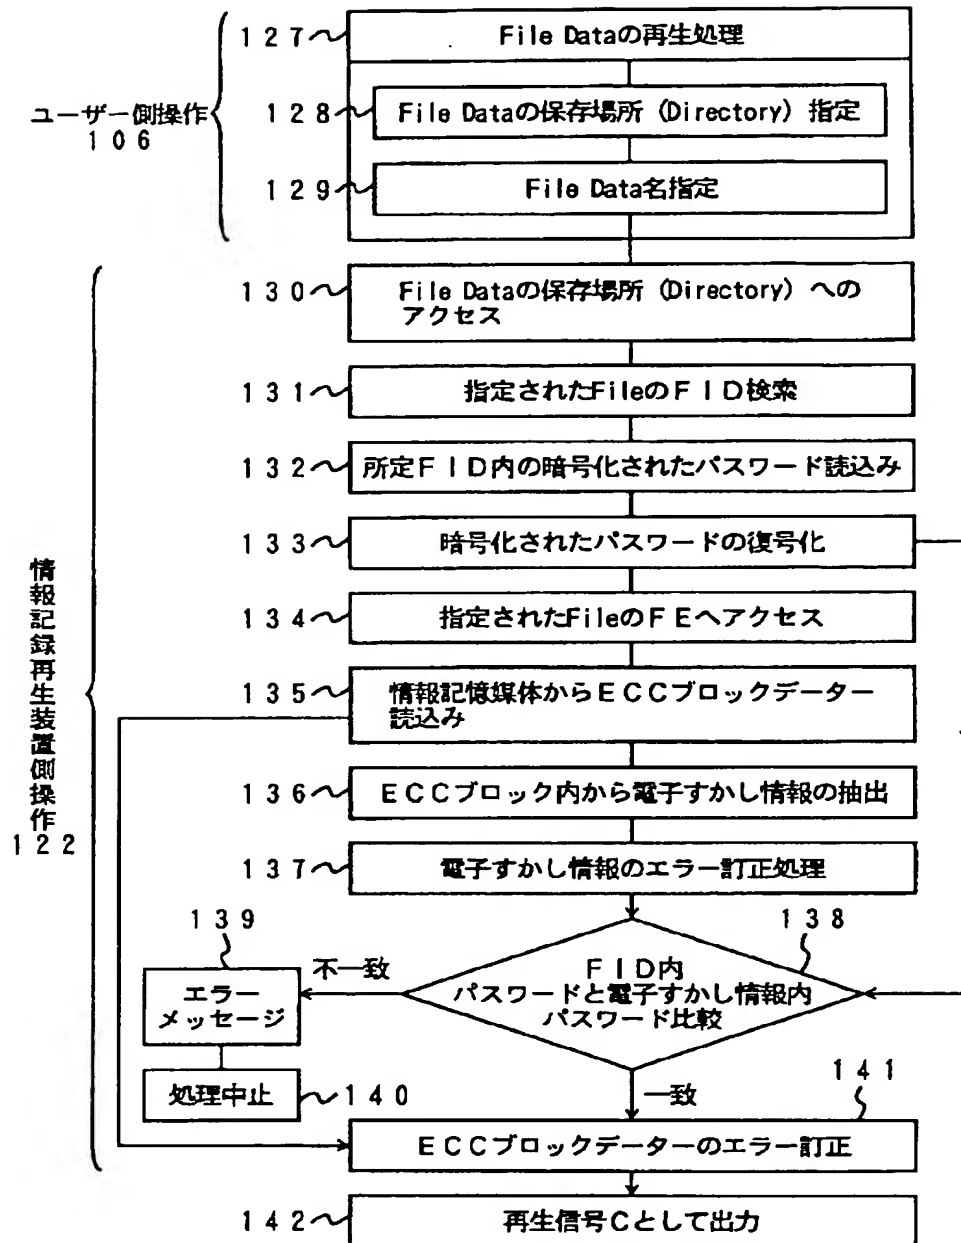 127 File Dataの再生処理
ユーザー側操作
106
128 File Dataの保存場所 (Directory) 指定
129 File Data名指定
130 File Dataの保存場所 (Directory) への
アクセス
131 指定されたFileのFID検索
132 所定FID内の暗号化されたパスワード読込み
133 暗号化されたパスワードの復号化
134 指定されたFileのFEへアクセス
情報記録再生装置側操作
122
135 情報記憶媒体からECCブロックデーター
読込み
136 ECCブロック内から電子すかし情報の抽出
137 電子すかし情報のエラー訂正処理
139
138
不一致
FID内
パスワードと電子すかし情報内
パスワード比較
エラー
メッセージ
処理中止 140
一致
141
ECCブロックデーターのエラー訂正
142 再生信号Cとして出力